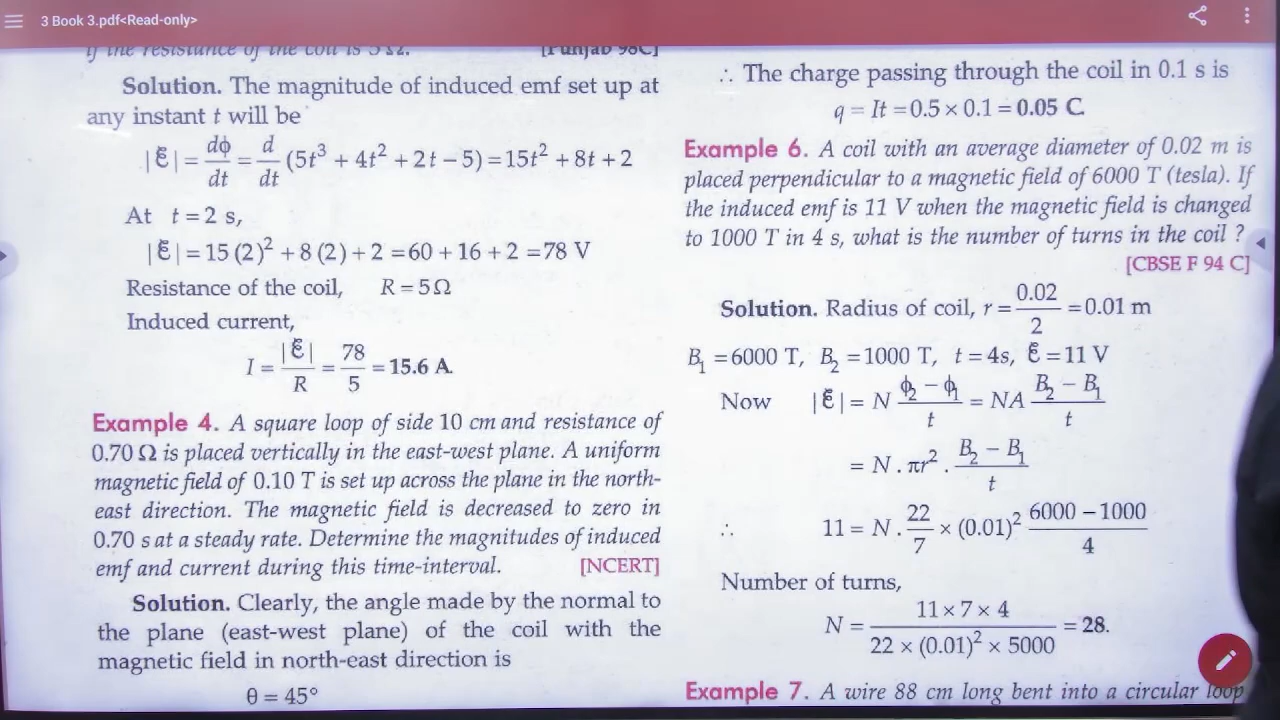 3 Book 3.pdf<Read-only>
if the resistance of the coil is 5 Ω. [Punjab 98C]
Solution. The magnitude of induced emf set up at
any instant t will be
|ℰ| = dφ/dt = d/dt (5t³ + 4t² + 2t − 5) = 15t² + 8t + 2
At t = 2 s,
|ℰ| = 15 (2)² + 8 (2) + 2 = 60 + 16 + 2 = 78 V
Resistance of the coil, R = 5 Ω
Induced current,
I = |ℰ|/R = 78/5 = 15.6 A.
Example 4. A square loop of side 10 cm and resistance of
0.70 Ω is placed vertically in the east-west plane. A uniform
magnetic field of 0.10 T is set up across the plane in the north-
east direction. The magnetic field is decreased to zero in
0.70 s at a steady rate. Determine the magnitudes of induced
emf and current during this time-interval. [NCERT]
Solution. Clearly, the angle made by the normal to
the plane (east-west plane) of the coil with the
magnetic field in north-east direction is
θ = 45°
∴ The charge passing through the coil in 0.1 s is
q = It = 0.5 × 0.1 = 0.05 C.
Example 6. A coil with an average diameter of 0.02 m is
placed perpendicular to a magnetic field of 6000 T (tesla). If
the induced emf is 11 V when the magnetic field is changed
to 1000 T in 4 s, what is the number of turns in the coil ?
[CBSE F 94 C]
Solution. Radius of coil, r = 0.02/2 = 0.01 m
B₁ = 6000 T, B₂ = 1000 T, t = 4s, ℰ = 11 V
Now |ℰ| = N (φ₂ − φ₁)/t = NA (B₂ − B₁)/t
= N . πr² . (B₂ − B₁)/t
∴ 11 = N . 22/7 × (0.01)² (6000 − 1000)/4
Number of turns,
N = (11 × 7 × 4)/(22 × (0.01)² × 5000) = 28.
Example 7. A wire 88 cm long bent into a circular loop